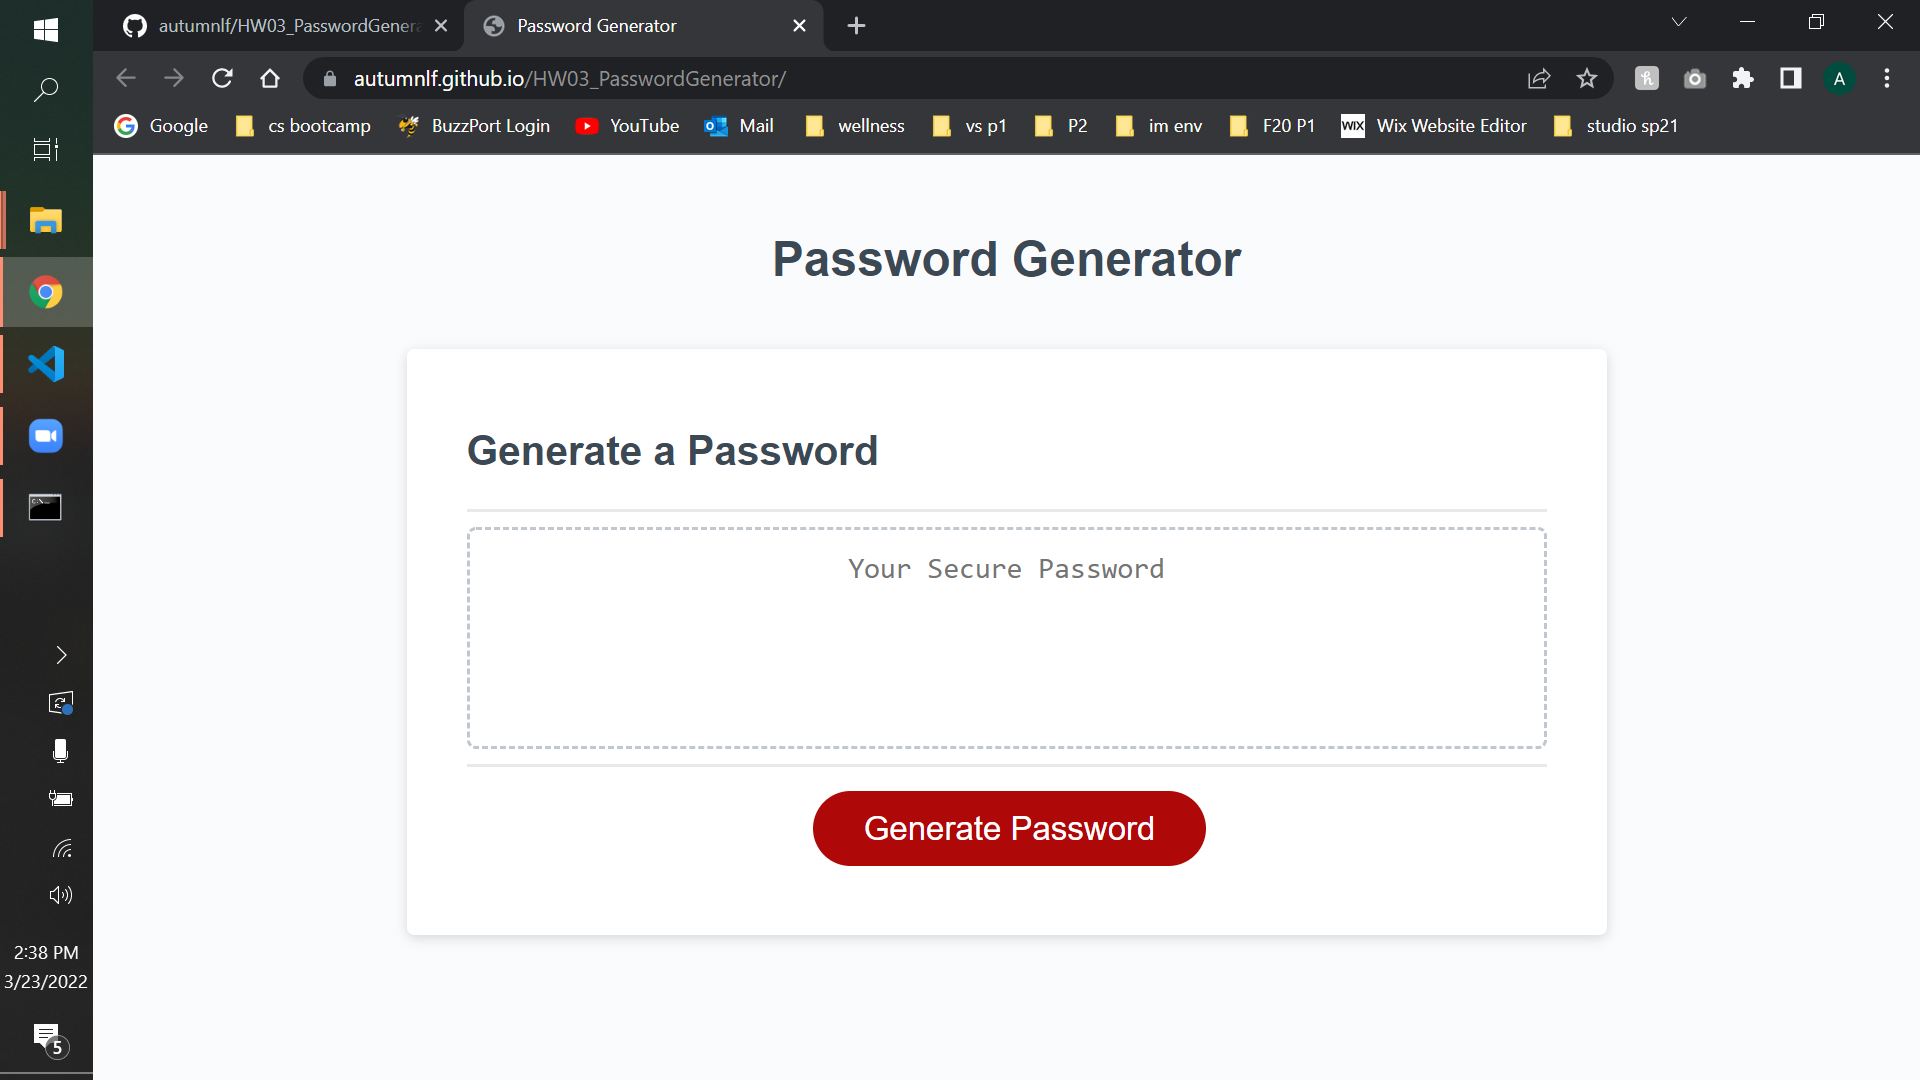 autumnlf/HW03_PasswordGenera
Password Generator
autumnlf.github.io/HW03_PasswordGenerator/
A
Google
cs bootcamp
BuzzPort Login
YouTube
Mail
wellness
vs p1
P2
im env
F20 P1
WIX
Wix Website Editor
studio sp21
Password Generator
Generate a Password
Your Secure Password
Generate Password
2:38 PM
3/23/2022
5